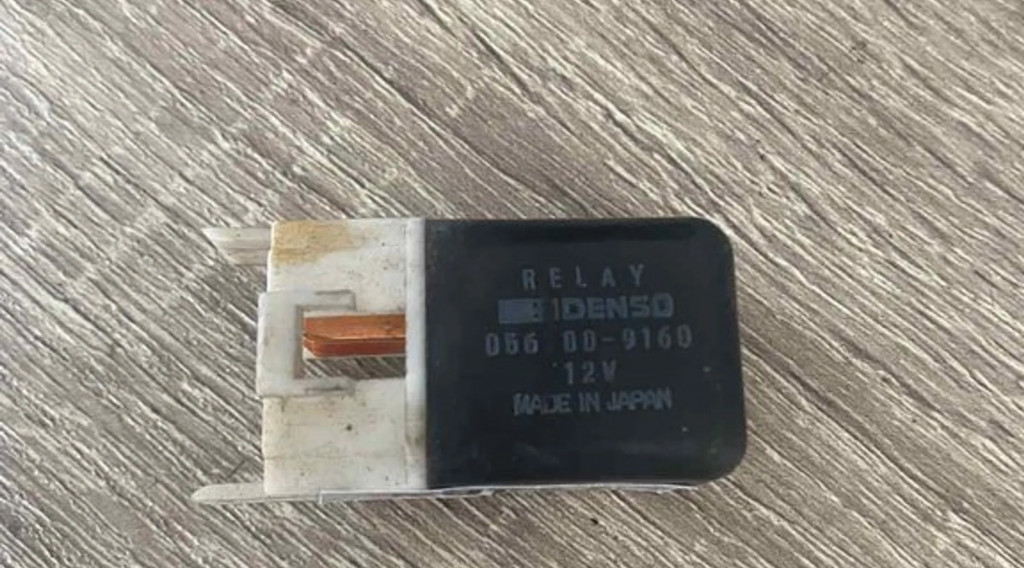 RELAY
DENSO
056 00-9160
12V
MADE IN JAPAN